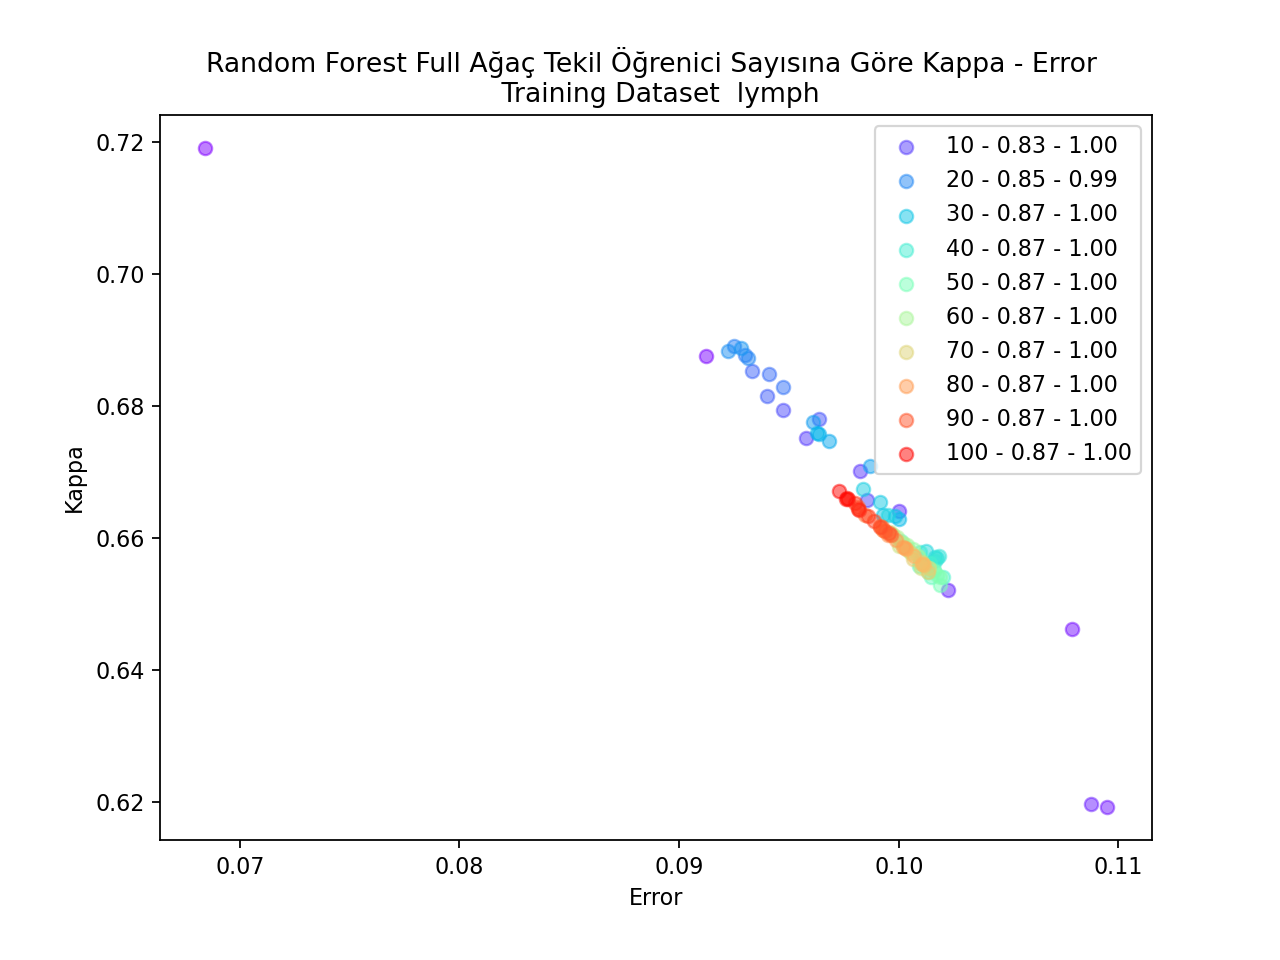 Random Forest Full Ağaç Tekil Öğrenici Sayısına Göre Kappa - Error
Training Dataset  lymph
0.72
0.70
0.68
0.66
0.64
0.62
Kappa
10 - 0.83 - 1.00
20 - 0.85 - 0.99
30 - 0.87 - 1.00
40 - 0.87 - 1.00
50 - 0.87 - 1.00
60 - 0.87 - 1.00
70 - 0.87 - 1.00
80 - 0.87 - 1.00
90 - 0.87 - 1.00
100 - 0.87 - 1.00
0.07 0.08 0.09 0.10 0.11
Error